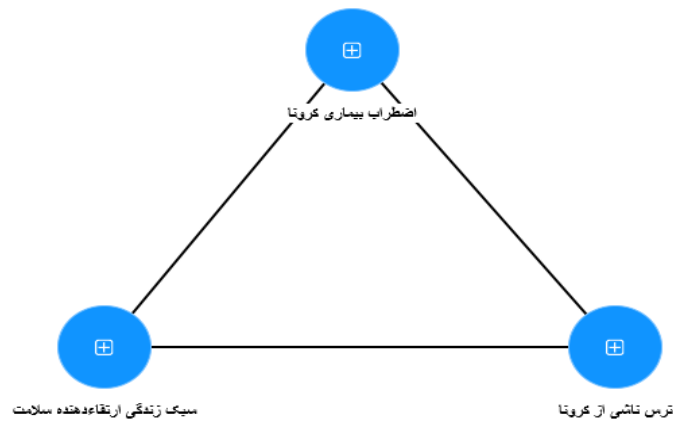 اضطراب بیماری کرونا
ترس ناشی از کرونا
سبک زندگی ارتقاءدهنده سلامت